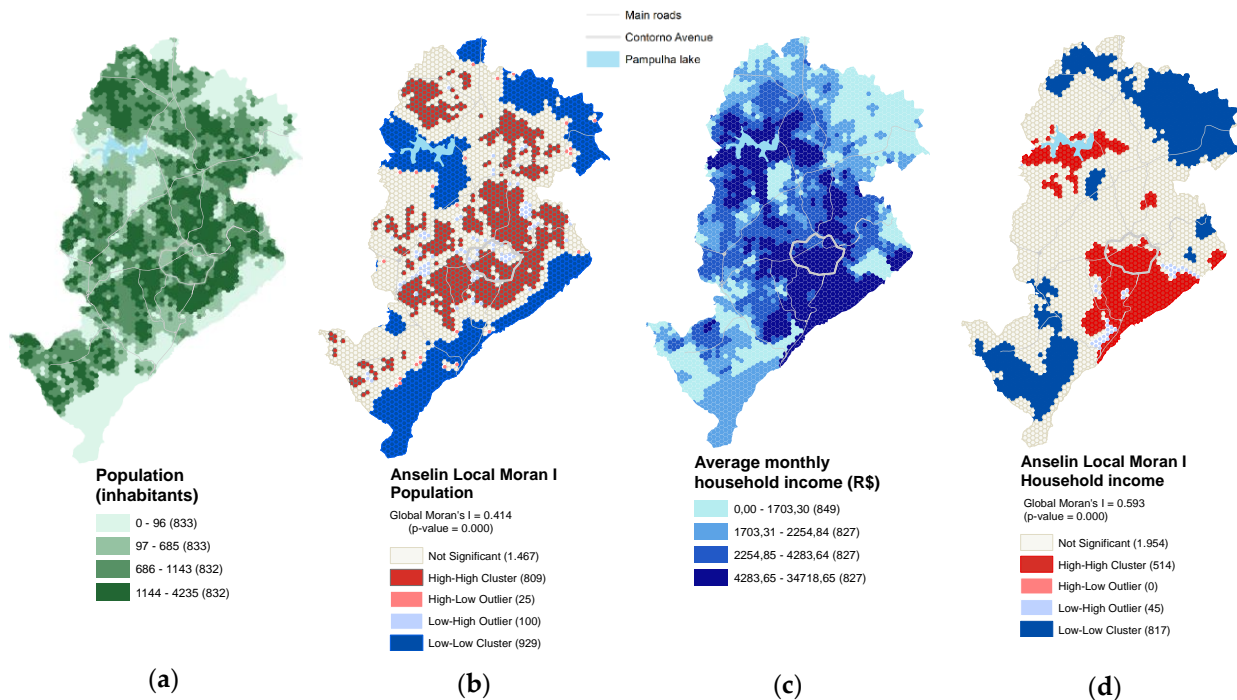 Main roads
Contorno Avenue
Pampulha lake
Population
(inhabitants)
0 - 96 (833)
97 - 685 (833)
686 - 1143 (832)
1144 - 4235 (832)
(a)
Anselin Local Moran I
Population
Global Moran's I = 0.414
(p-value = 0.000)
Not Significant (1.467)
High-High Cluster (809)
High-Low Outlier (25)
Low-High Outlier (100)
Low-Low Cluster (929)
(b)
Average monthly
household income (R$)
0,00 - 1703,30 (849)
1703,31 - 2254,84 (827)
2254,85 - 4283,64 (827)
4283,65 - 34718,65 (827)
(c)
Anselin Local Moran I
Household income
Global Moran's I = 0.593
(p-value = 0.000)
Not Significant (1.954)
High-High Cluster (514)
High-Low Outlier (0)
Low-High Outlier (45)
Low-Low Cluster (817)
(d)